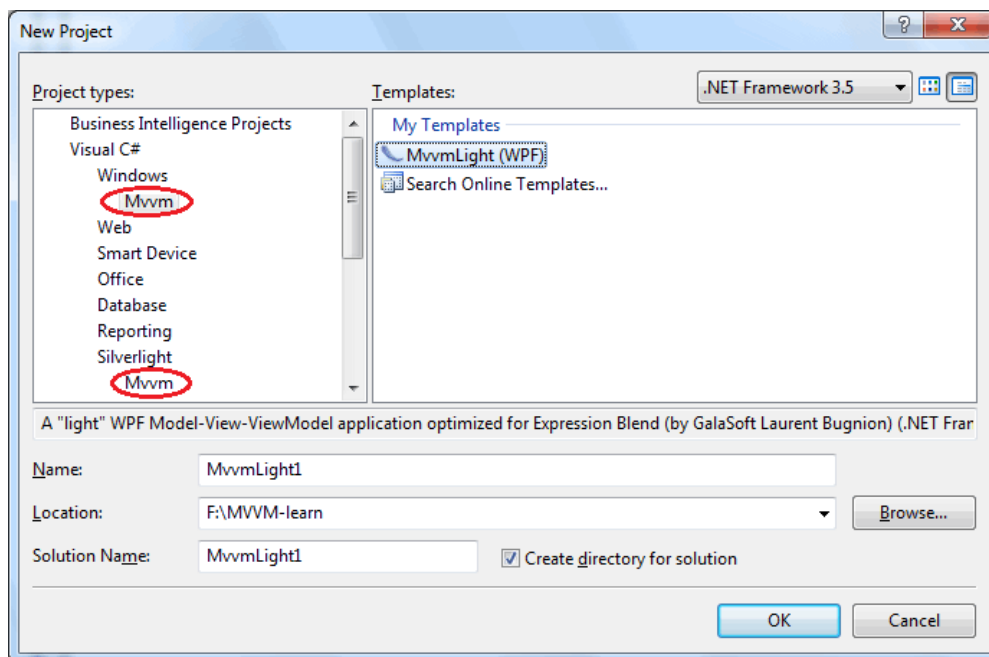 New Project
Project types:
Templates:
.NET Framework 3.5
Business Intelligence Projects
Visual C#
Windows
Mvvm
Web
Smart Device
Office
Database
Reporting
Silverlight
Mvvm
My Templates
MvvmLight (WPF)
Search Online Templates...
A "light" WPF Model-View-ViewModel application optimized for Expression Blend (by GalaSoft Laurent Bugnion) (.NET Fran
Name:
MvvmLight1
Location:
F:\MVVM-learn
Browse...
Solution Name:
MvvmLight1
Create directory for solution
OK
Cancel